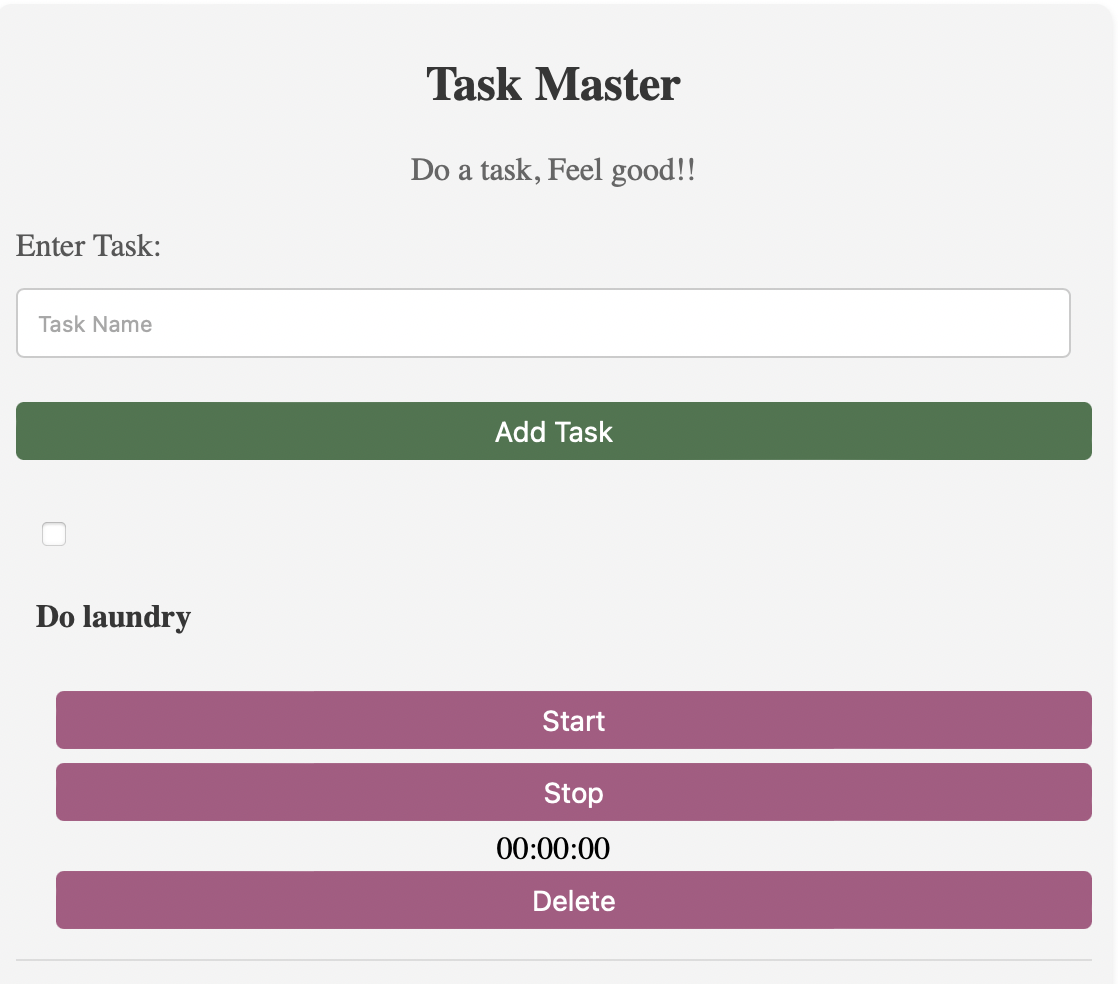 Task Master
Do a task, Feel good!!
Enter Task:
Task Name
Add Task
Do laundry
Start
Stop
00:00:00
Delete